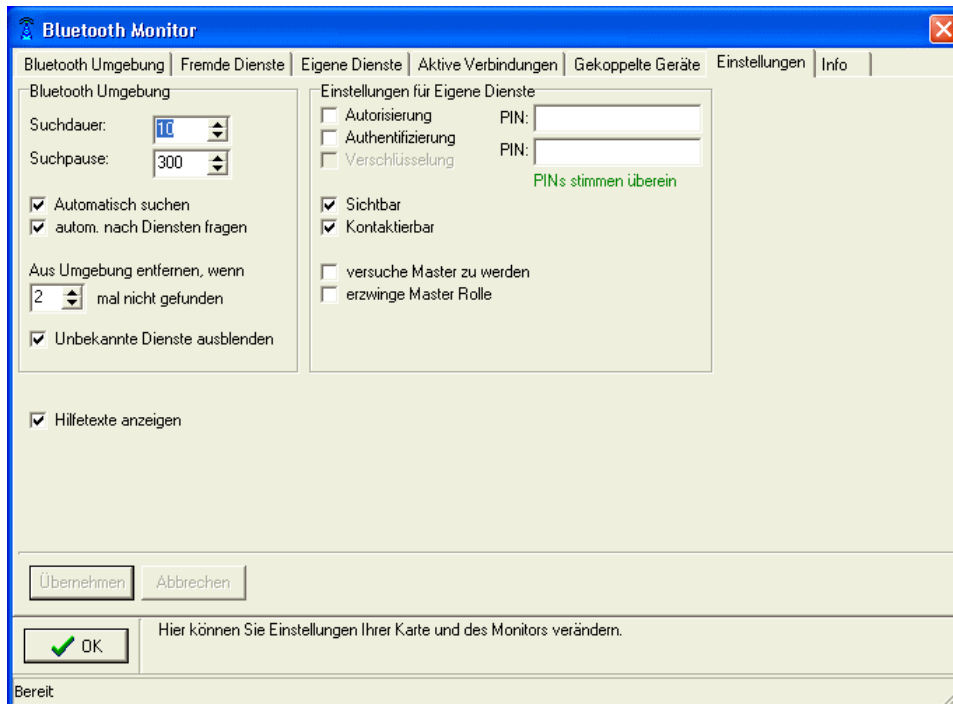 Bluetooth Monitor
Bluetooth Umgebung
Fremde Dienste
Eigene Dienste
Aktive Verbindungen
Gekoppelte Geräte
Einstellungen
Info
Bluetooth Umgebung
Suchdauer: 10
Suchpause: 300
Automatisch suchen
autom. nach Diensten fragen
Aus Umgebung entfernen, wenn
2 mal nicht gefunden
Unbekannte Dienste ausblenden
Einstellungen für Eigene Dienste
Autorisierung
PIN:
Authentifizierung
PIN:
Verschlüsselung
PINs stimmen überein
Sichtbar
Kontaktierbar
versuche Master zu werden
erzwinge Master Rolle
Hilfetexte anzeigen
Übernehmen
Abbrechen
OK
Hier können Sie Einstellungen Ihrer Karte und des Monitors verändern.
Bereit